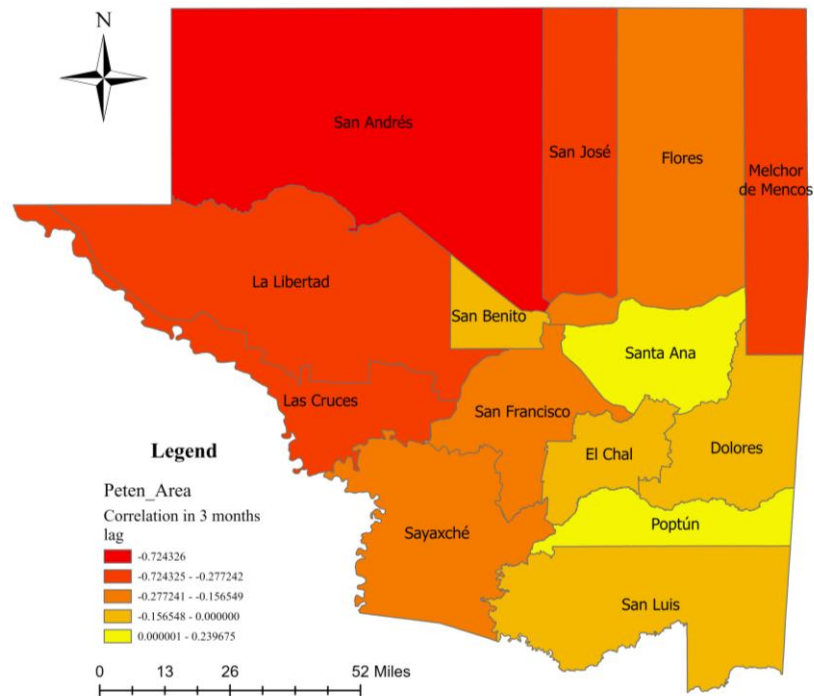 N
San Andrés
San José
Flores
Melchor
de Mencos
La Libertad
San Benito
Santa Ana
Las Cruces
San Francisco
El Chal
Dolores
Sayaxché
Poptún
San Luis
Legend
Peten_Area
Correlation in 3 months
lag
-0.724326
-0.724325 - -0.277242
-0.277241 - -0.156549
-0.156548 - 0.000000
0.000001 - 0.239675
0 13 26 52 Miles